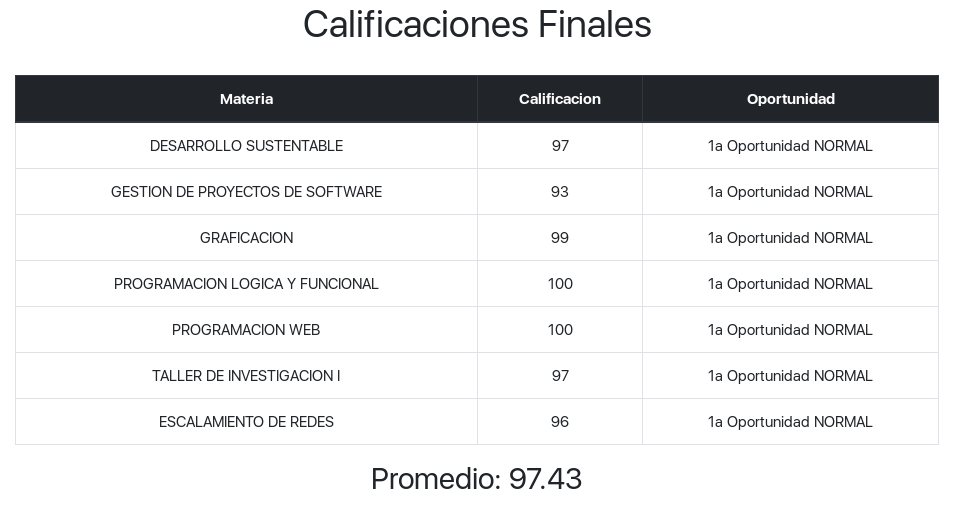 Calificaciones Finales
Materia Calificacion Oportunidad
DESARROLLO SUSTENTABLE 97 1a Oportunidad NORMAL
GESTION DE PROYECTOS DE SOFTWARE 93 1a Oportunidad NORMAL
GRAFICACION 99 1a Oportunidad NORMAL
PROGRAMACION LOGICA Y FUNCIONAL 100 1a Oportunidad NORMAL
PROGRAMACION WEB 100 1a Oportunidad NORMAL
TALLER DE INVESTIGACION I 97 1a Oportunidad NORMAL
ESCALAMIENTO DE REDES 96 1a Oportunidad NORMAL
Promedio: 97.43